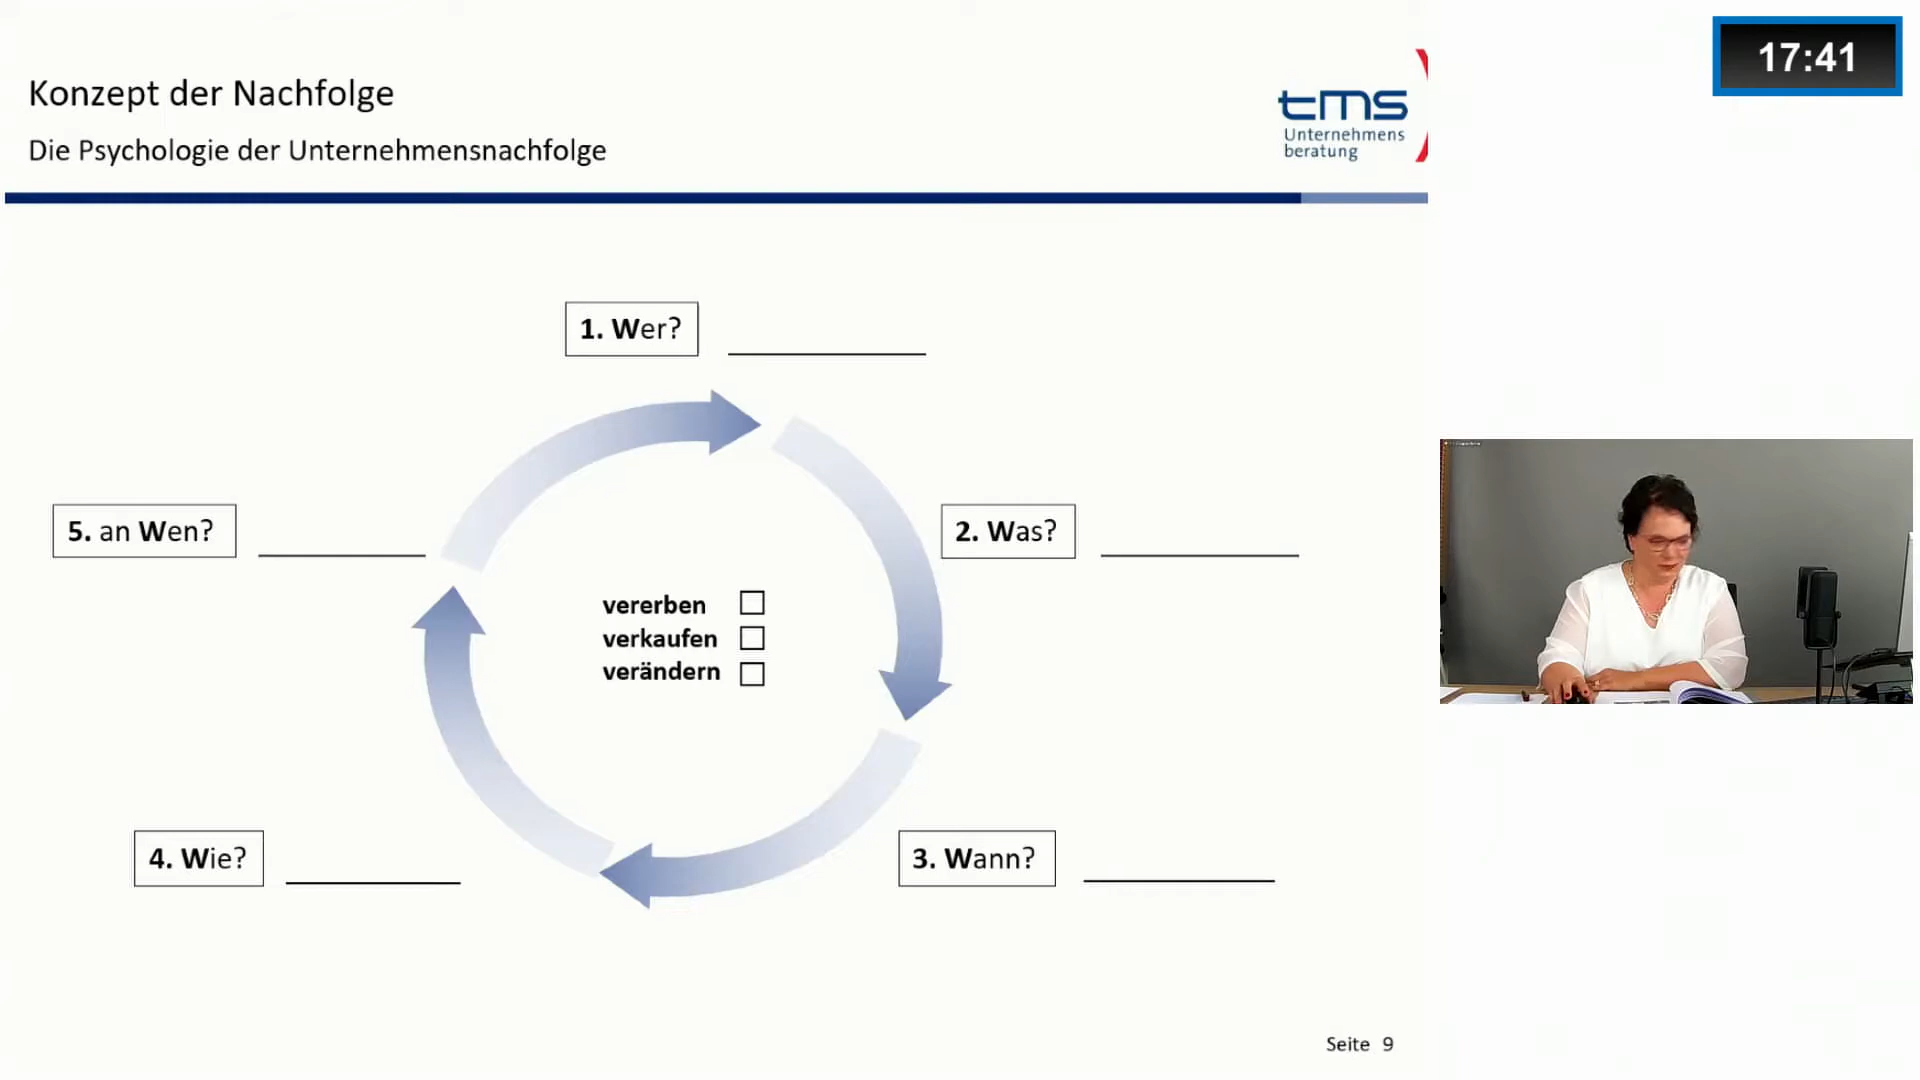 17:41
Konzept der Nachfolge
Die Psychologie der Unternehmensnachfolge
tms
Unternehmens
beratung
1. Wer?
5. an Wen?
2. Was?
vererben
verkaufen
verändern
4. Wie?
3. Wann?
Seite 9